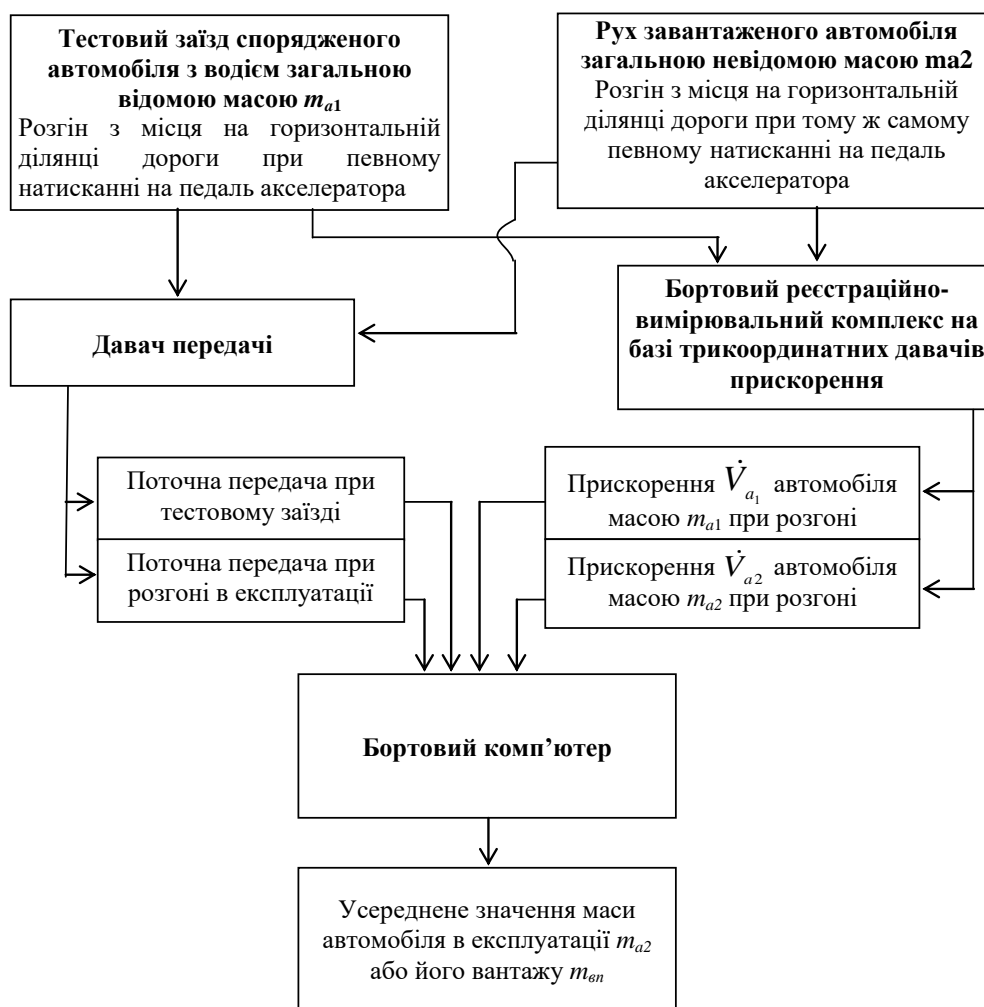 Тестовий заїзд спорядженого
автомобіля з водієм загальною
відомою масою mа1
Розгін з місця на горизонтальній
ділянці дороги при певному
натисканні на педаль акселератора
Рух завантаженого автомобіля
загальною невідомою масою ma2
Розгін з місця на горизонтальній
ділянці дороги при тому ж самому
певному натисканні на педаль
акселератора
Давач передачі
Бортовий реєстраційно-
вимірювальний комплекс на
базі трикоординатних давачів
прискорення
Поточна передача при
тестовому заїзді
Поточна передача при
розгоні в експлуатації
Прискорення V̇a1 автомобіля
масою ma1 при розгоні
Прискорення V̇a2 автомобіля
масою ma2 при розгоні
Бортовий комп’ютер
Усереднене значення маси
автомобіля в експлуатації ma2
або його вантажу mвп